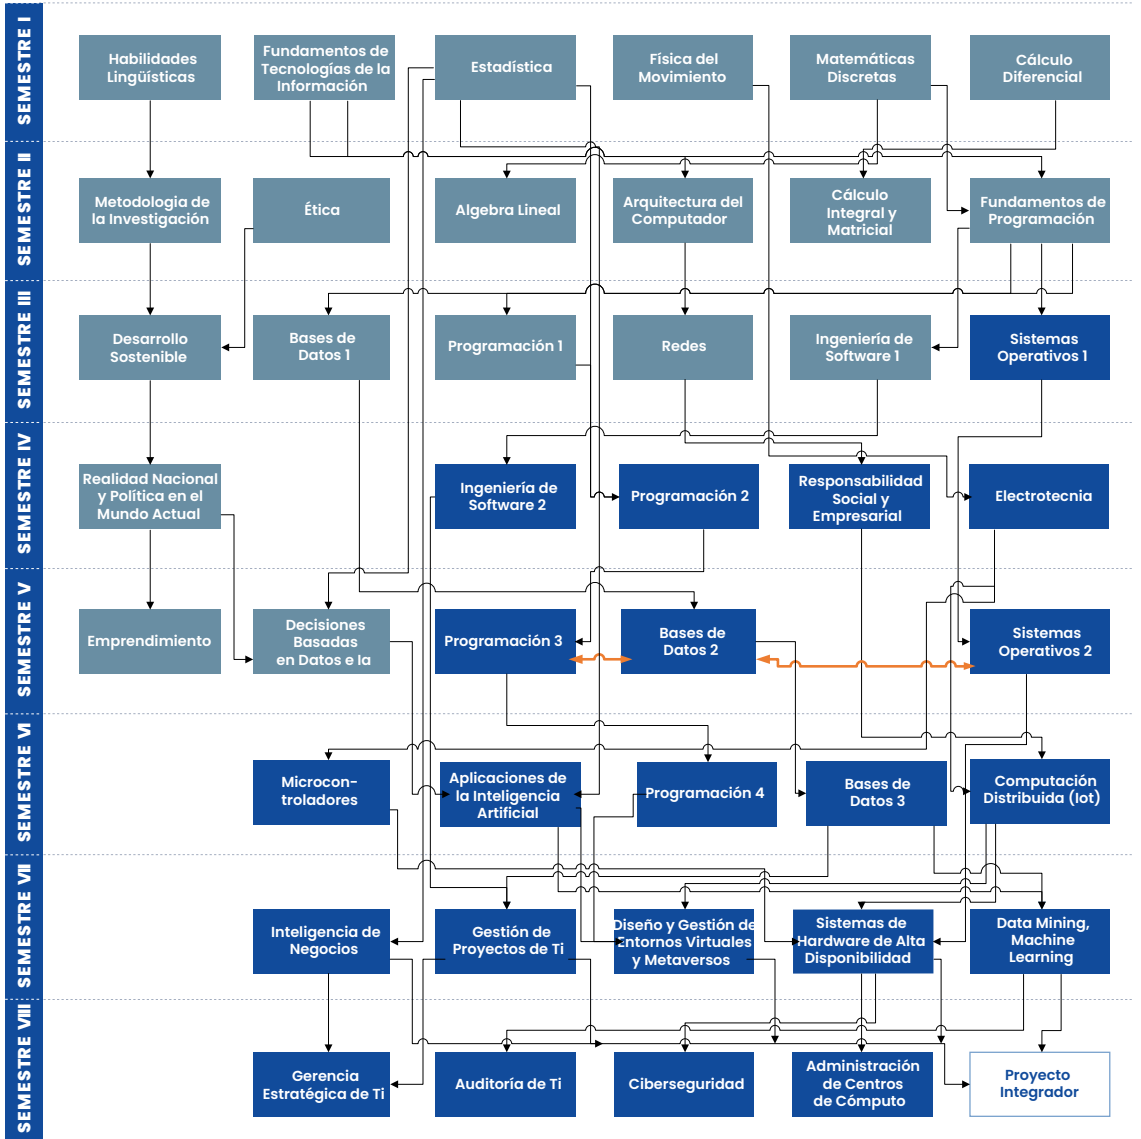 SEMESTRE I
Habilidades
Lingüísticas
Fundamentos de
Tecnologías de la
Información
Estadística
Física del
Movimiento
Matemáticas
Discretas
Cálculo
Diferencial
SEMESTRE II
Metodologia de
la Investigación
Ética
Algebra Lineal
Arquitectura del
Computador
Cálculo
Integral y
Matricial
Fundamentos de
Programación
SEMESTRE III
Desarrollo
Sostenible
Bases de
Datos 1
Programación 1
Redes
Ingeniería de
Software 1
Sistemas
Operativos 1
SEMESTRE IV
Realidad Nacional
y Política en el
Mundo Actual
Ingeniería de
Software 2
Programación 2
Responsabilidad
Social y
Empresarial
Electrotecnia
SEMESTRE V
Emprendimiento
Decisiones
Basadas
en Datos e la
Programación 3
Bases de
Datos 2
Sistemas
Operativos 2
SEMESTRE VI
Microcon-
troladores
Aplicaciones de
la Inteligencia
Artificial
Programación 4
Bases de
Datos 3
Computación
Distribuida (Iot)
SEMESTRE VII
Inteligencia de
Negocios
Gestión de
Proyectos de Ti
Diseño y Gestión de
Entornos Virtuales
y Metaversos
Sistemas de
Hardware de Alta
Disponibilidad
Data Mining,
Machine
Learning
SEMESTRE VIII
Gerencia
Estratégica de Ti
Auditoría de Ti
Ciberseguridad
Administración
de Centros
de Cómputo
Proyecto
Integrador